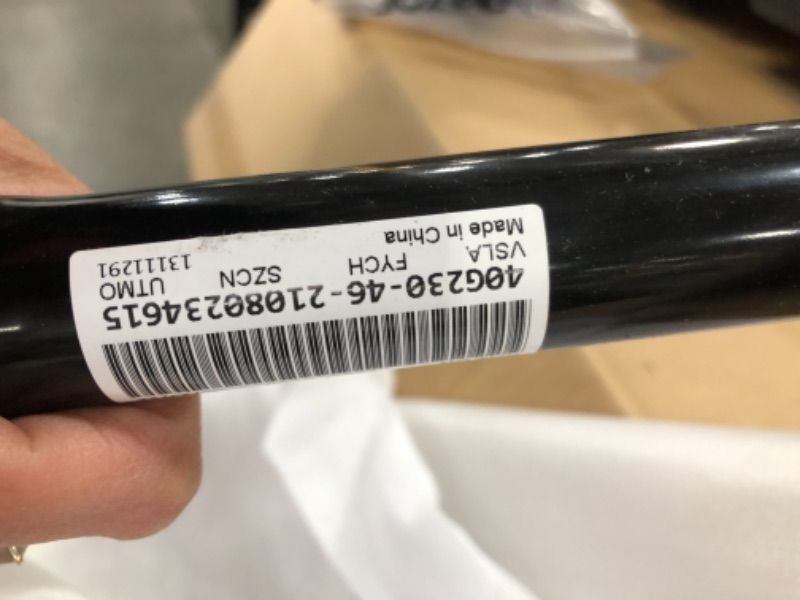 40G230-46-21080234615
VSLA FYCH SZCN UTMO
Made in China 13111291